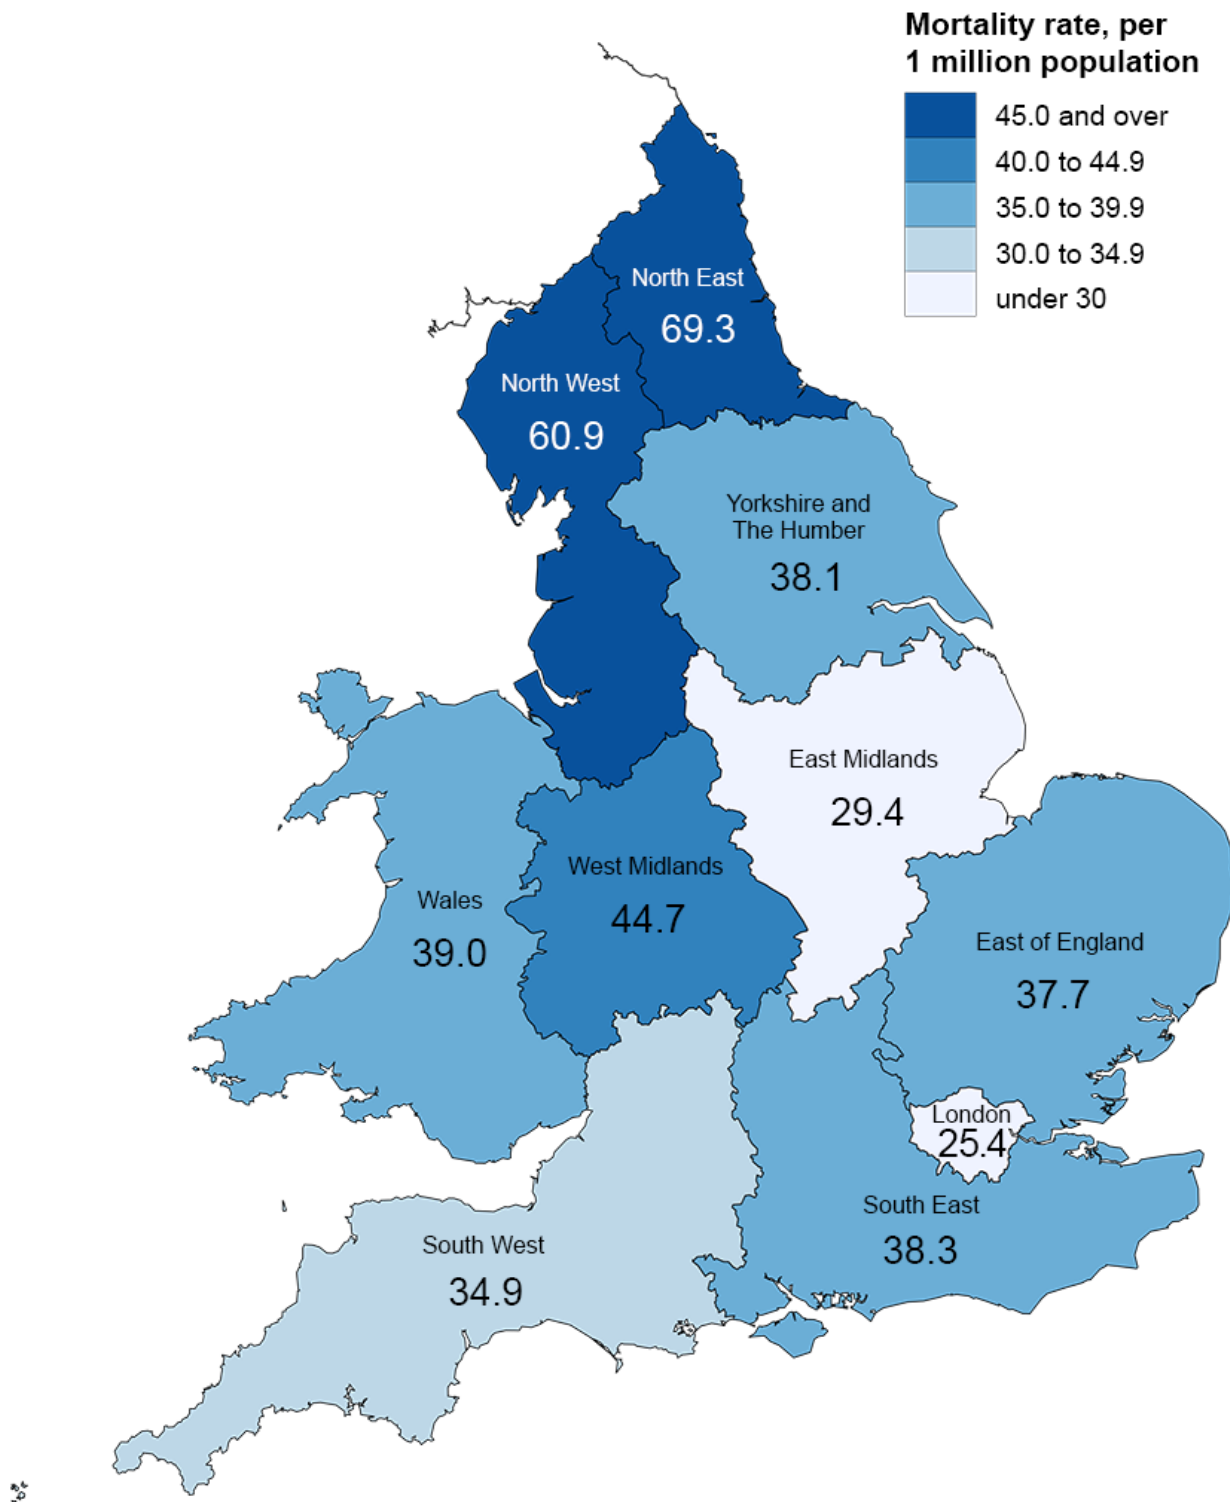 Mortality rate, per
1 million population
45.0 and over
40.0 to 44.9
35.0 to 39.9
30.0 to 34.9
under 30
North East
69.3
North West
60.9
Yorkshire and
The Humber
38.1
East Midlands
29.4
West Midlands
44.7
Wales
39.0
East of England
37.7
London
25.4
South East
38.3
South West
34.9